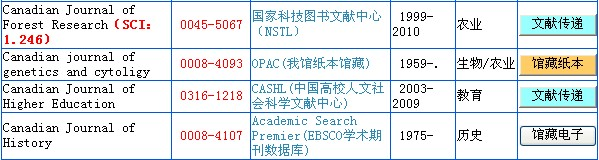 Canadian Journal of
Forest Research(SCI:
1.246)
0045-5067
国家科技图书文献中心
(NSTL)
1999-
2010
农业
文献传递
Canadian journal of
genetics and cytoligy
0008-4093
OPAC(我馆纸本馆藏)
1959-.
生物/农业
馆藏纸本
Canadian Journal of
Higher Education
0316-1218
CASHL(中国高校人文社
会科学文献中心)
2003-
2009
教育
文献传递
Canadian Journal of
History
0008-4107
Academic Search
Premier(EBSCO学术期
刊数据库)
1975-
历史
馆藏电子